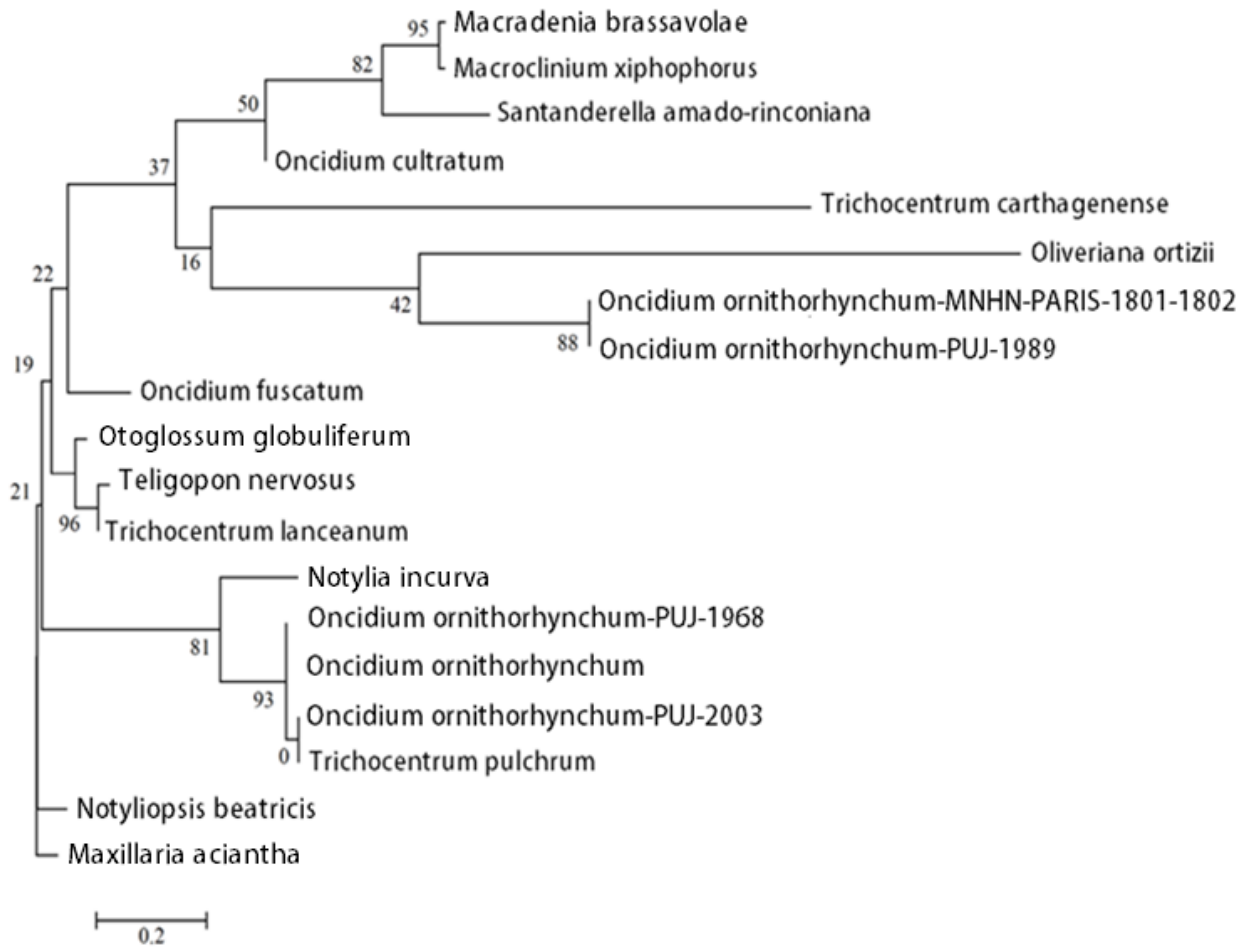 95 Macradenia brassavolae
82 Macroclinium xiphophorus
50 Santanderella amado-rinconiana
Oncidium cultratum
37
Trichocentrum carthagenense
16 Oliveriana ortizii
22
42 Oncidium ornithorhynchum-MNHN-PARIS-1801-1802
88 Oncidium ornithorhynchum-PUJ-1989
19
Oncidium fuscatum
Otoglossum globuliferum
Teligopon nervosus
21
96 Trichocentrum lanceanum
Notylia incurva
Oncidium ornithorhynchum-PUJ-1968
81
Oncidium ornithorhynchum
93
Oncidium ornithorhynchum-PUJ-2003
0 Trichocentrum pulchrum
Notyliopsis beatricis
Maxillaria aciantha
0.2